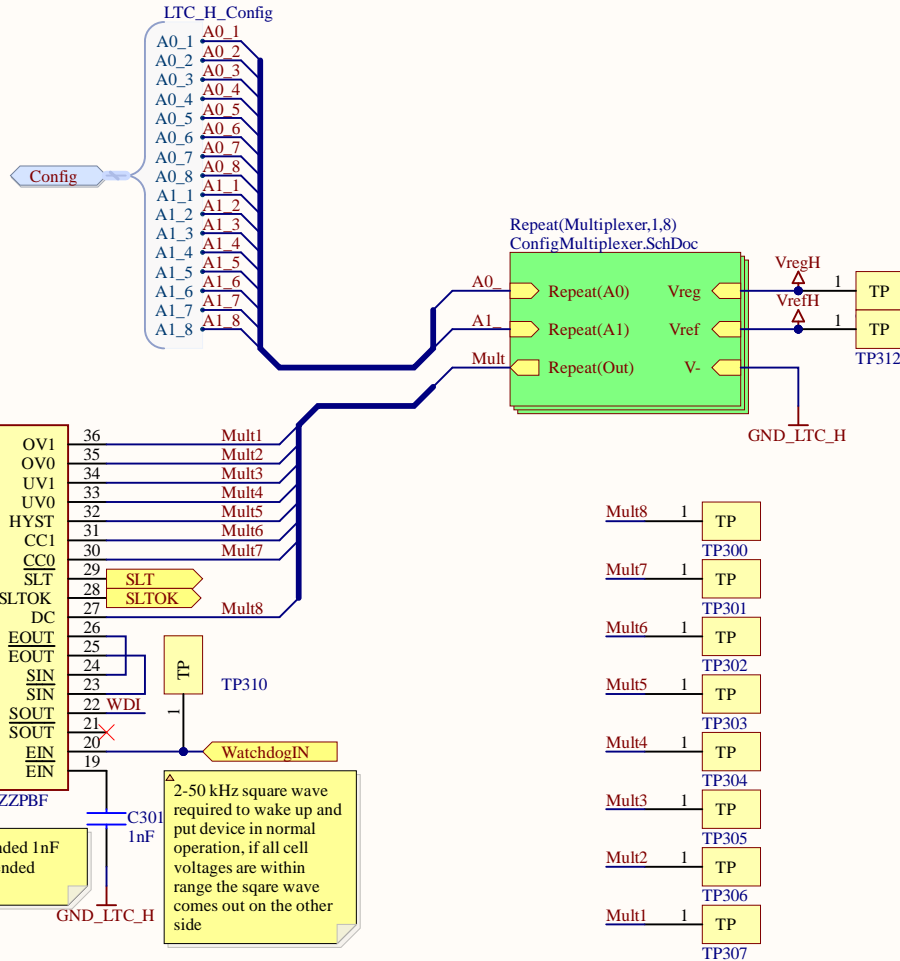 LTC_H_Config
A0_1 A0_1
A0_2 A0_2
A0_3 A0_3
A0_4 A0_4
A0_5 A0_5
A0_6 A0_6
A0_7 A0_7
A0_8 A0_8
A1_1 A1_1
A1_2 A1_2
A1_3 A1_3
A1_4 A1_4
A1_5 A1_5
A1_6 A1_6
A1_7 A1_7
A1_8 A1_8
Config
Repeat(Multiplexer,1,8)
ConfigMultiplexer.SchDoc
A0_ Repeat(A0) Vreg VregH 1 TP
A1_ Repeat(A1) Vref VrefH 1 TP
TP312
Mult Repeat(Out) V-
GND_LTC_H
OV1 36 Mult1
OV0 35 Mult2
UV1 34 Mult3
UV0 33 Mult4
HYST 32 Mult5
CC1 31 Mult6
CC0 30 Mult7
SLT 29 SLT
SLTOK 28 SLTOK
DC 27 Mult8
EOUT 26
EOUT 25
SIN 24
SIN 23
SOUT 22 WDI
SOUT 21
EIN 20 WatchdogIN
EIN 19
ZZPBF
TP
1
TP310
C301
1nF
GND_LTC_H
nded 1nF
nded
2-50 kHz square wave
required to wake up and
put device in normal
operation, if all cell
voltages are within
range the sqare wave
comes out on the other
side
Mult8 1 TP
TP300
Mult7 1 TP
TP301
Mult6 1 TP
TP302
Mult5 1 TP
TP303
Mult4 1 TP
TP304
Mult3 1 TP
TP305
Mult2 1 TP
TP306
Mult1 1 TP
TP307